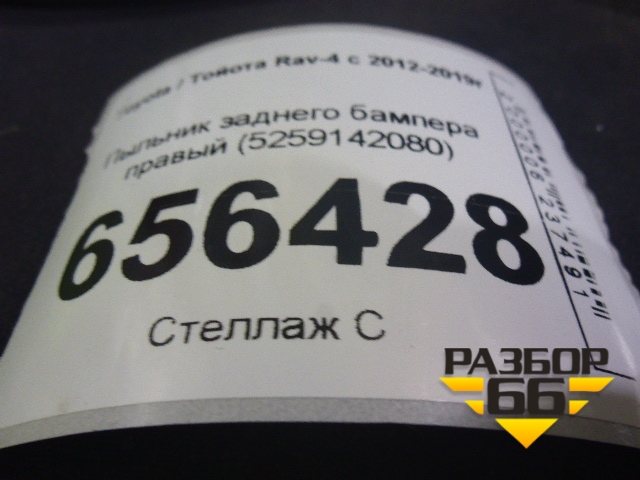 Toyota / Тойота Rav-4 с 2012-2019г
Пыльник заднего бампера
правый (5259142080)
656428
Стеллаж С
РАЗБОР
66